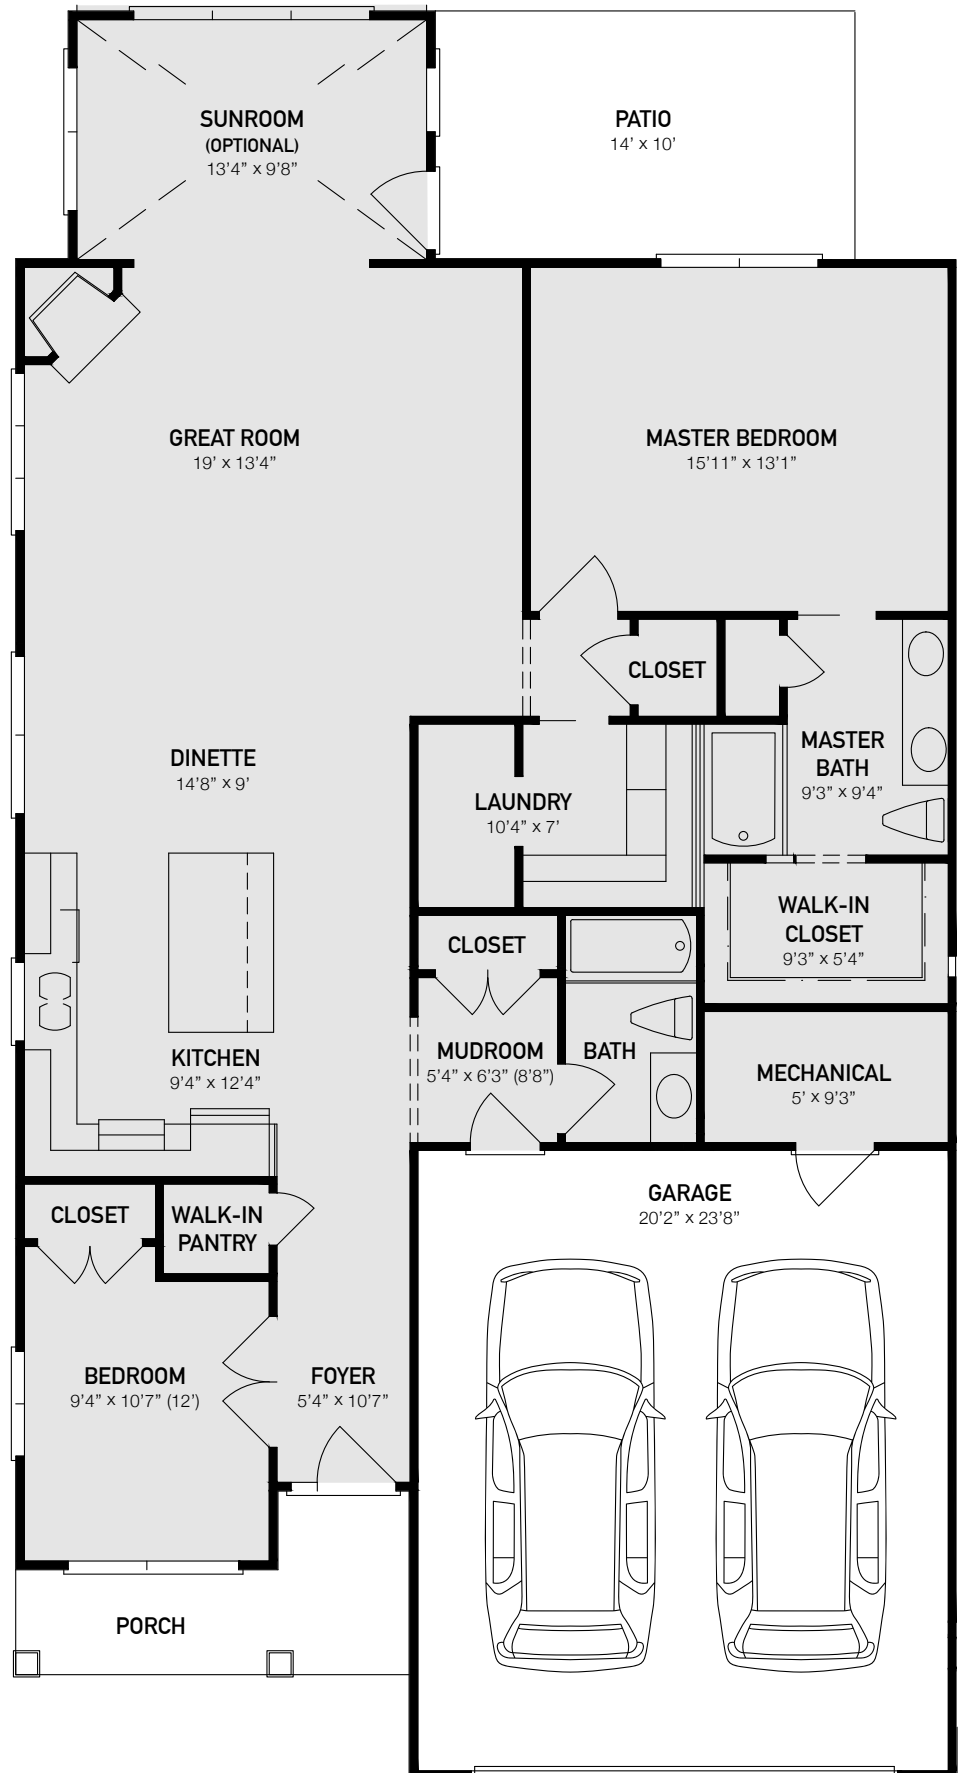 SUNROOM
(OPTIONAL)
13'4" x 9'8"
PATIO
14' x 10'
GREAT ROOM
19' x 13'4"
MASTER BEDROOM
15'11" x 13'1"
CLOSET
MASTER
BATH
9'3" x 9'4"
DINETTE
14'8" x 9'
LAUNDRY
10'4" x 7'
WALK-IN
CLOSET
9'3" x 5'4"
CLOSET
KITCHEN
9'4" x 12'4"
MUDROOM
5'4" x 6'3" (8'8")
BATH
MECHANICAL
5' x 9'3"
GARAGE
20'2" x 23'8"
CLOSET
WALK-IN
PANTRY
BEDROOM
9'4" x 10'7" (12')
FOYER
5'4" x 10'7"
PORCH